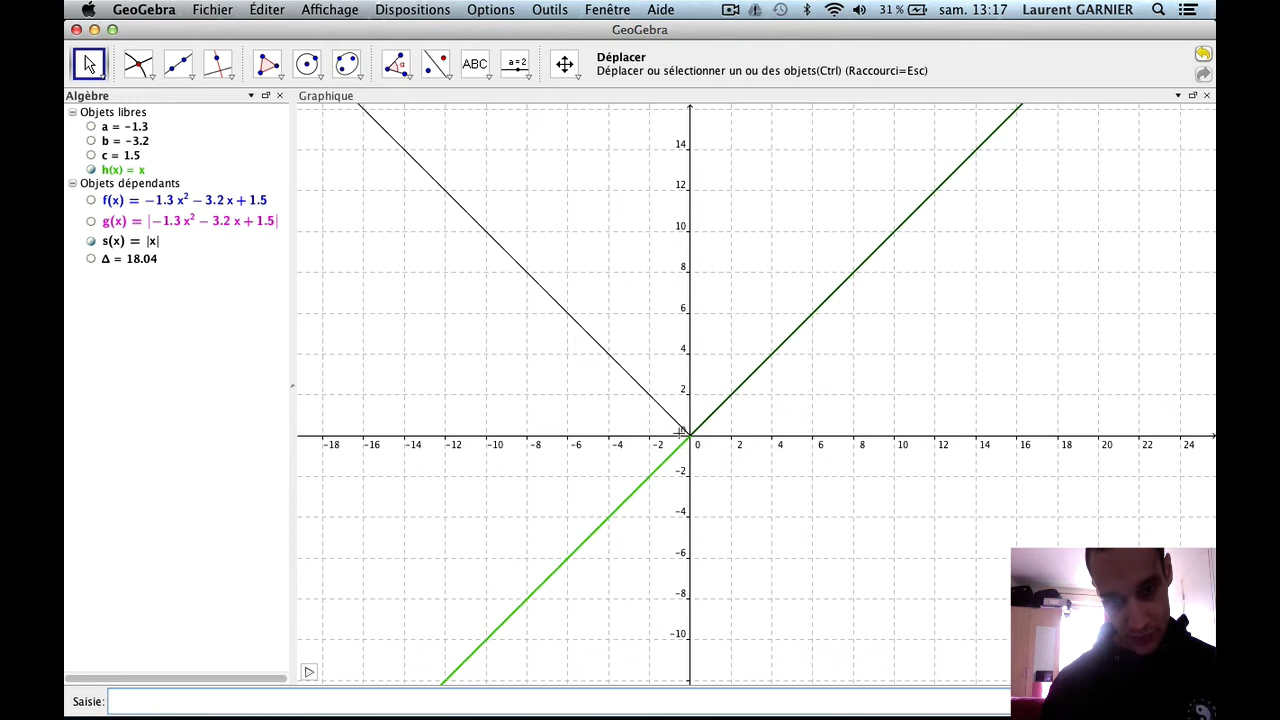 GeoGebra Fichier Éditer Affichage Dispositions Options Outils Fenêtre Aide 31 % sam. 13:17 Laurent GARNIER
GeoGebra
ABC
a = 2
α
Déplacer
Déplacer ou sélectionner un ou des objets(Ctrl) (Raccourci=Esc)
Algèbre
Graphique
Objets libres
a = −1.3
b = −3.2
c = 1.5
h(x) = x
Objets dépendants
f(x) = −1.3 x² − 3.2 x + 1.5
g(x) = |−1.3 x² − 3.2 x + 1.5|
s(x) = |x|
Δ = 18.04
14
12
10
8
6
4
2
0
−18 −16 −14 −12 −10 −8 −6 −4 −2 0 2 4 6 8 10 12 14 16 18 20 22 24
−2
−4
−6
−8
−10
Saisie: